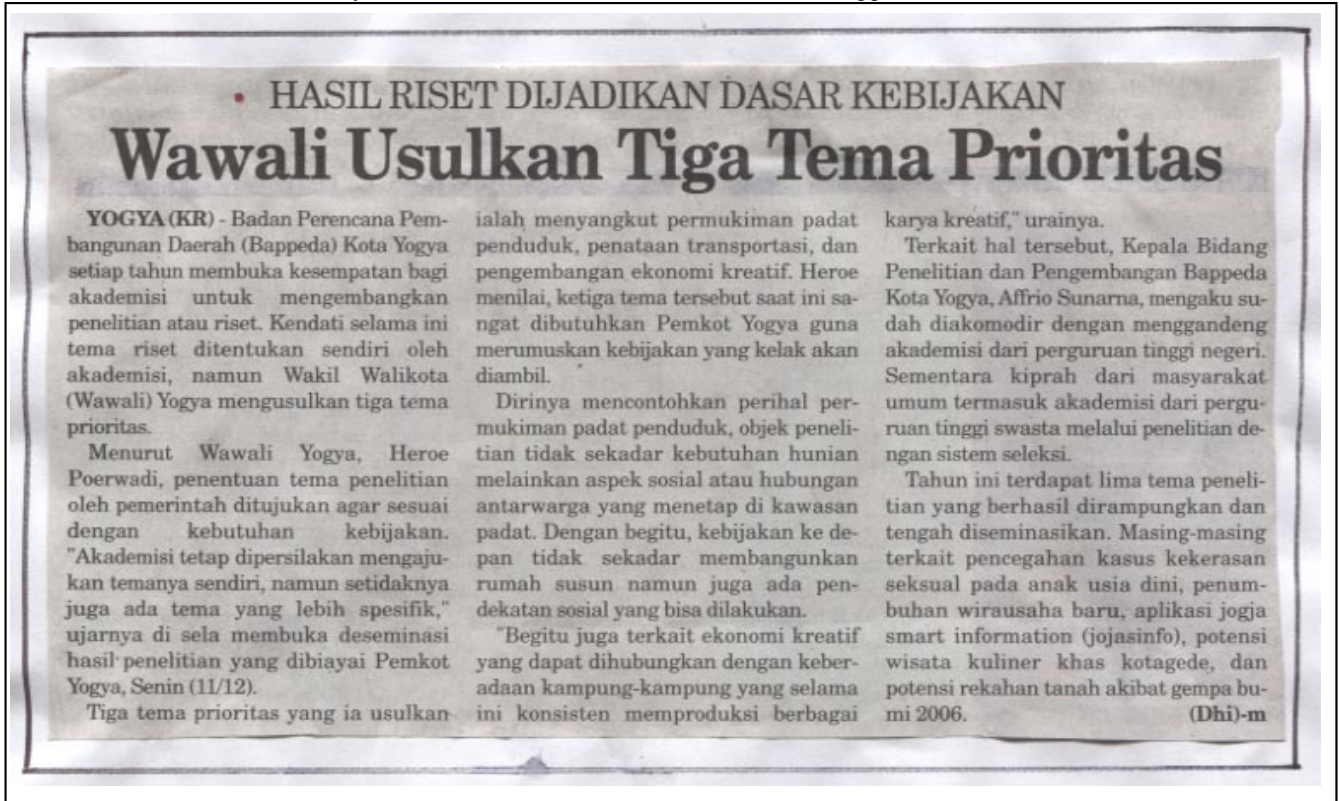 • HASIL RISET DIJADIKAN DASAR KEBIJAKAN
Wawali Usulkan Tiga Tema Prioritas
YOGYA (KR) - Badan Perencana Pem-
bangunan Daerah (Bappeda) Kota Yogya
setiap tahun membuka kesempatan bagi
akademisi untuk mengembangkan
penelitian atau riset. Kendati selama ini
tema riset ditentukan sendiri oleh
akademisi, namun Wakil Walikota
(Wawali) Yogya mengusulkan tiga tema
prioritas.
Menurut Wawali Yogya, Heroe
Poerwadi, penentuan tema penelitian
oleh pemerintah ditujukan agar sesuai
dengan kebutuhan kebijakan.
"Akademisi tetap dipersilakan mengaju-
kan temanya sendiri, namun setidaknya
juga ada tema yang lebih spesifik,"
ujarnya di sela membuka deseminasi
hasil penelitian yang dibiayai Pemkot
Yogya, Senin (11/12).
Tiga tema prioritas yang ia usulkan
ialah menyangkut permukiman padat
penduduk, penataan transportasi, dan
pengembangan ekonomi kreatif. Heroe
menilai, ketiga tema tersebut saat ini sa-
ngat dibutuhkan Pemkot Yogya guna
merumuskan kebijakan yang kelak akan
diambil.
Dirinya mencontohkan perihal per-
mukiman padat penduduk, objek peneli-
tian tidak sekadar kebutuhan hunian
melainkan aspek sosial atau hubungan
antarwarga yang menetap di kawasan
padat. Dengan begitu, kebijakan ke de-
pan tidak sekadar membangunkan
rumah susun namun juga ada pen-
dekatan sosial yang bisa dilakukan.
"Begitu juga terkait ekonomi kreatif
yang dapat dihubungkan dengan keber-
adaan kampung-kampung yang selama
ini konsisten memproduksi berbagai
karya kreatif," urainya.
Terkait hal tersebut, Kepala Bidang
Penelitian dan Pengembangan Bappeda
Kota Yogya, Affrio Sunarna, mengaku su-
dah diakomodir dengan menggandeng
akademisi dari perguruan tinggi negeri.
Sementara kiprah dari masyarakat
umum termasuk akademisi dari pergu-
ruan tinggi swasta melalui penelitian de-
ngan sistem seleksi.
Tahun ini terdapat lima tema peneli-
tian yang berhasil dirampungkan dan
tengah diseminasikan. Masing-masing
terkait pencegahan kasus kekerasan
seksual pada anak usia dini, penum-
buhan wirausaha baru, aplikasi jogja
smart information (jojasinfo), potensi
wisata kuliner khas kotagede, dan
potensi rekahan tanah akibat gempa bu-
mi 2006. (Dhi)-m